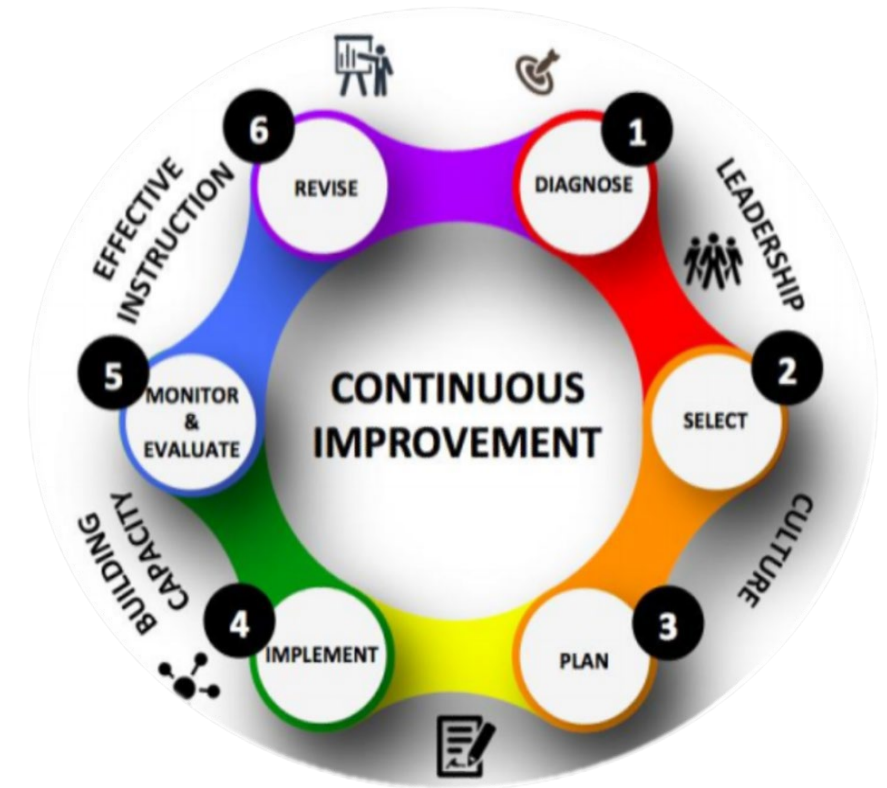 1
DIAGNOSE
LEADERSHIP
2
SELECT
CULTURE
3
PLAN
4
IMPLEMENT
BUILDING
CAPACITY
5
MONITOR
&
EVALUATE
EFFECTIVE
INSTRUCTION
6
REVISE
CONTINUOUS
IMPROVEMENT